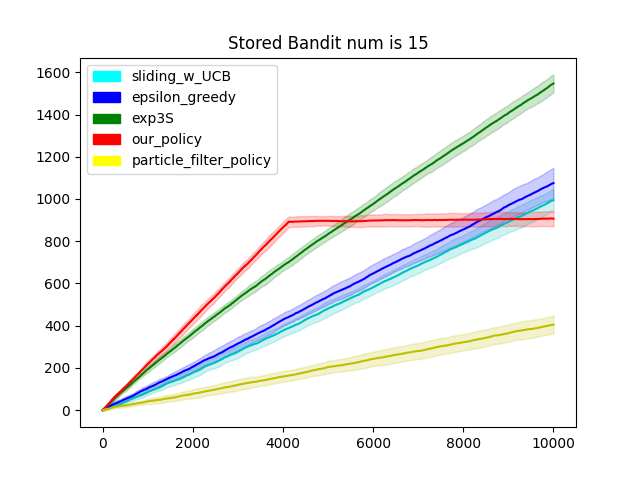 Stored Bandit num is 15
1600
1400
1200
1000
800
600
400
200
0
sliding_w_UCB
epsilon_greedy
exp3S
our_policy
particle_filter_policy
0 2000 4000 6000 8000 10000